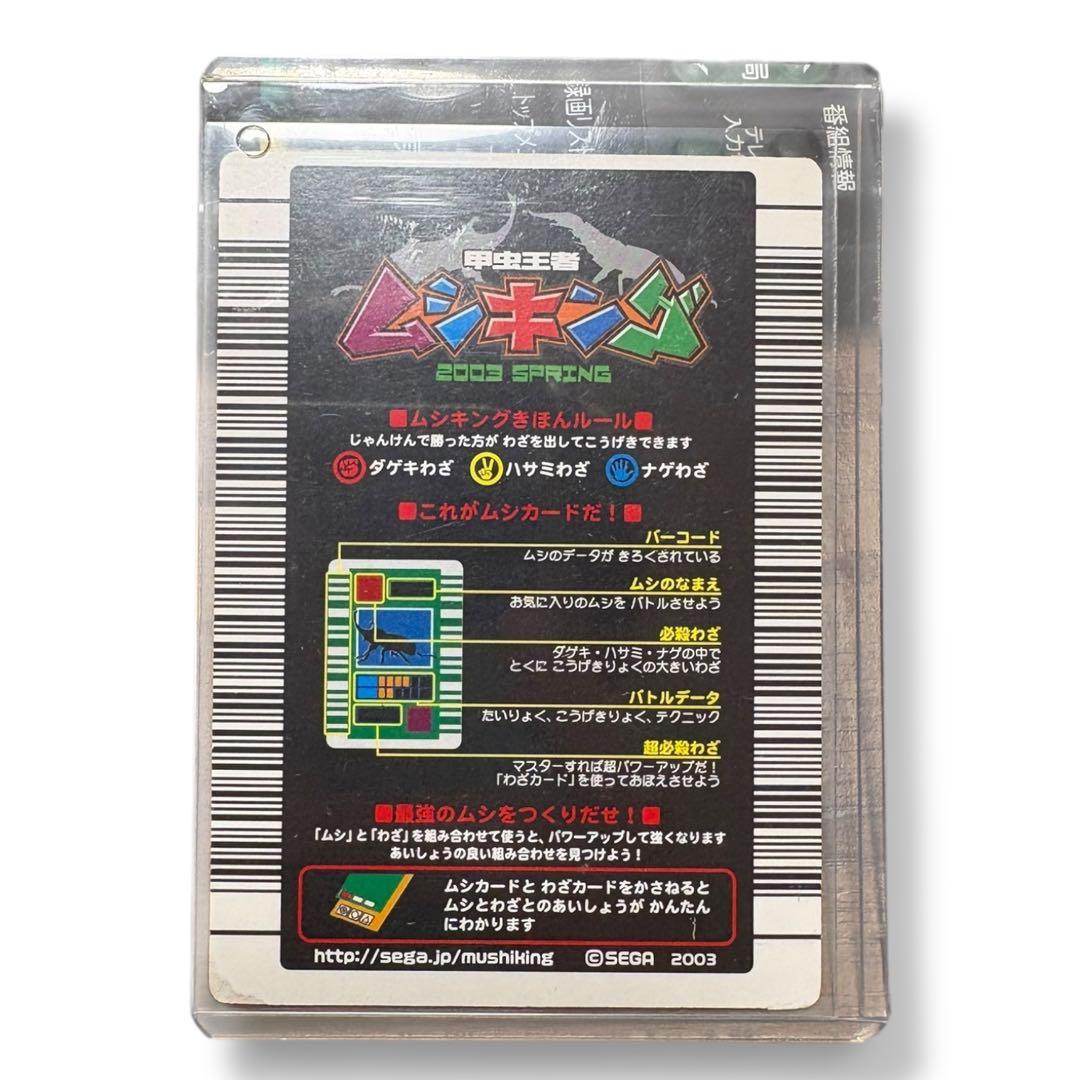 局
録画リスト
トップメニ
テレ
入力
番組情報
甲虫王者
ムシキング
2003 SPRING
■ムシキングきほんルール■
じゃんけんで勝った方が わざを出してこうげきできます
ダゲキわざ ハサミわざ ナゲわざ
■これがムシカードだ！■
バーコード
ムシのデータが きろくされている
ムシのなまえ
お気に入りのムシを バトルさせよう
必殺わざ
ダゲキ・ハサミ・ナゲの中で
とくに こうげきりょくの大きいわざ
バトルデータ
たいりょく、こうげきりょく、テクニック
超必殺わざ
マスターすれば超パワーアップだ！
「わざカード」を使っておぼえさせよう
■最強のムシをつくりだせ！■
「ムシ」と「わざ」を組み合わせて使うと、パワーアップして強くなります
あいしょうの良い組み合わせを見つけよう！
ムシカードと わざカードをかさねると
ムシとわざとのあいしょうが かんたん
にわかります
http://sega.jp/mushiking ©SEGA 2003